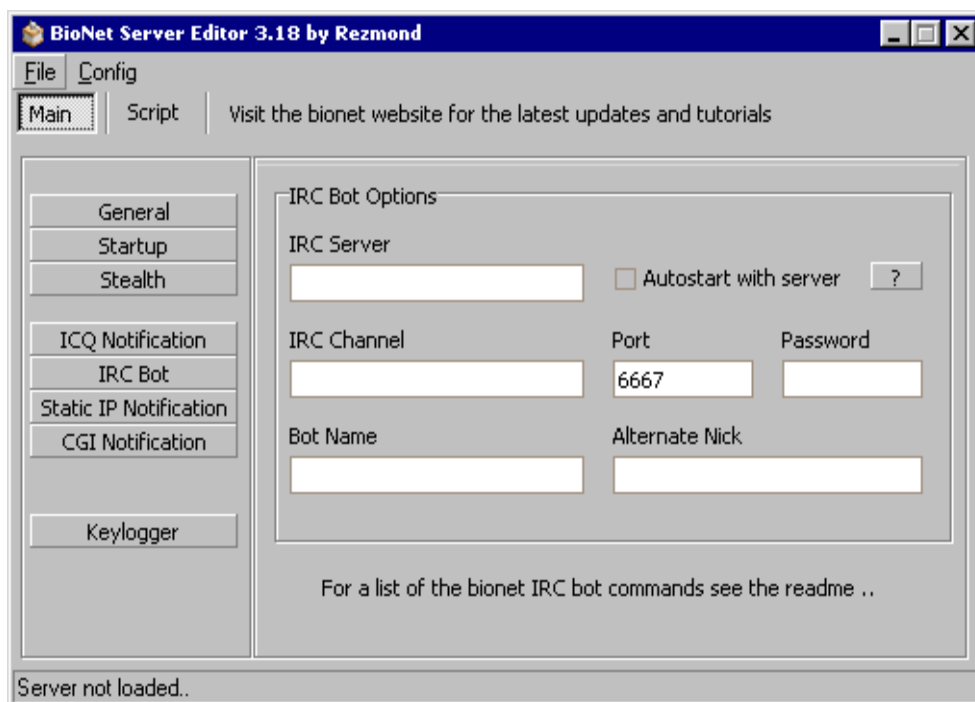 BioNet Server Editor 3.18 by Rezmond
File Config
Main Script Visit the bionet website for the latest updates and tutorials
General
Startup
Stealth
ICQ Notification
IRC Bot
Static IP Notification
CGI Notification
Keylogger
IRC Bot Options
IRC Server
Autostart with server ?
IRC Channel Port Password
6667
Bot Name Alternate Nick
For a list of the bionet IRC bot commands see the readme ..
Server not loaded..